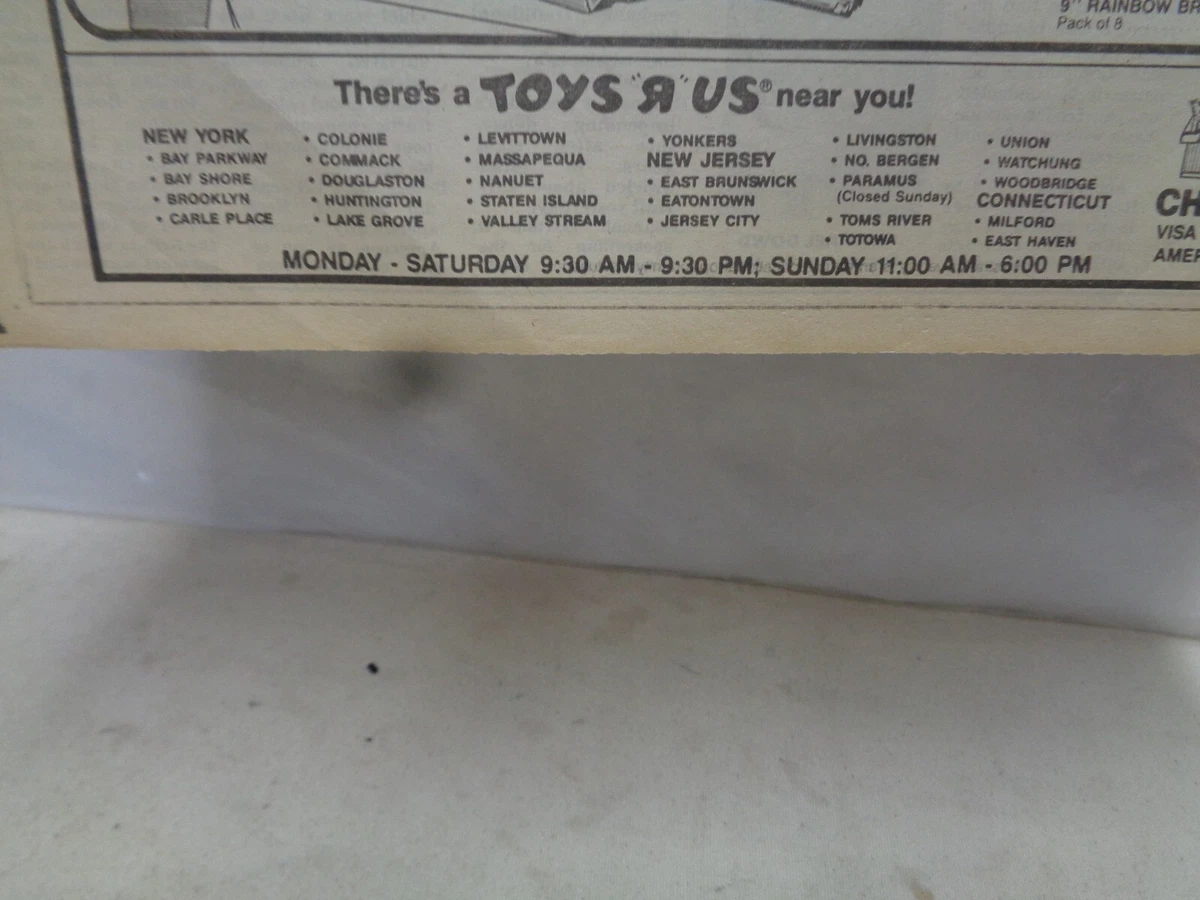 9" RAINBOW BR
Pack of 8
There's a TOYS "R" US® near you!
NEW YORK
• BAY PARKWAY
• BAY SHORE
• BROOKLYN
• CARLE PLACE
• COLONIE
• COMMACK
• DOUGLASTON
• HUNTINGTON
• LAKE GROVE
• LEVITTOWN
• MASSAPEQUA
• NANUET
• STATEN ISLAND
• VALLEY STREAM
• YONKERS
NEW JERSEY
• EAST BRUNSWICK
• EATONTOWN
• JERSEY CITY
• LIVINGSTON
• NO. BERGEN
• PARAMUS
(Closed Sunday)
• TOMS RIVER
• TOTOWA
• UNION
• WATCHUNG
• WOODBRIDGE
CONNECTICUT
• MILFORD
• EAST HAVEN
MONDAY - SATURDAY 9:30 AM - 9:30 PM; SUNDAY 11:00 AM - 6:00 PM
CH
VISA
AMER